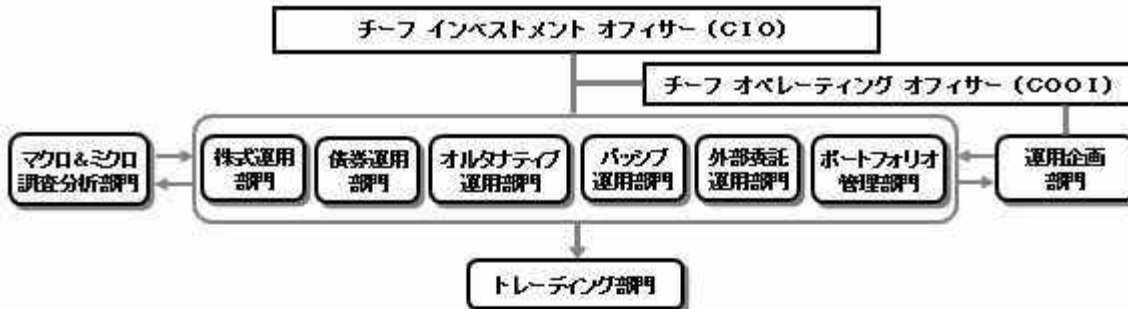 チーフ インベストメント オフィサー (CIO)
チーフ オペレーティング オフィサー (COOI)
マクロ&ミクロ
調査分析部門
株式運用
部門
債券運用
部門
オルタナティブ
運用部門
パッシブ
運用部門
外部委託
運用部門
ポートフォリオ
管理部門
運用企画
部門
トレーディング部門